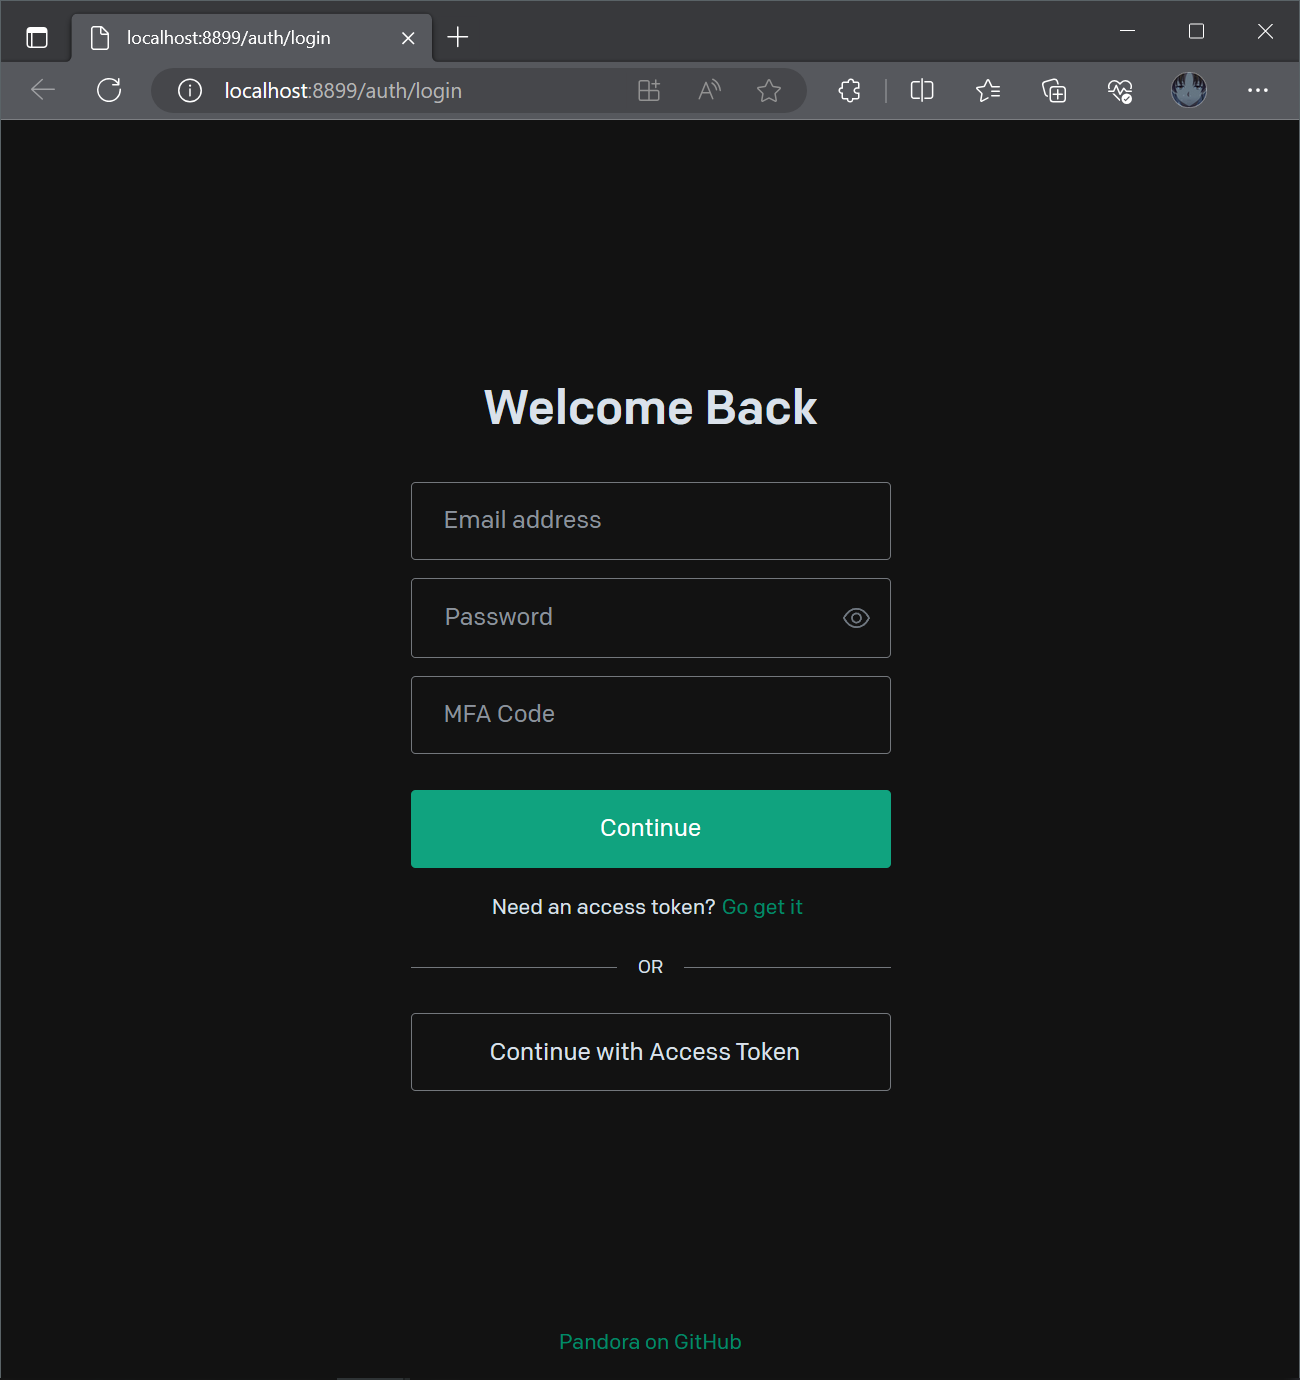 localhost:8899/auth/login
localhost:8899/auth/login
Welcome Back
Email address
Password
MFA Code
Continue
Need an access token? Go get it
OR
Continue with Access Token
Pandora on GitHub